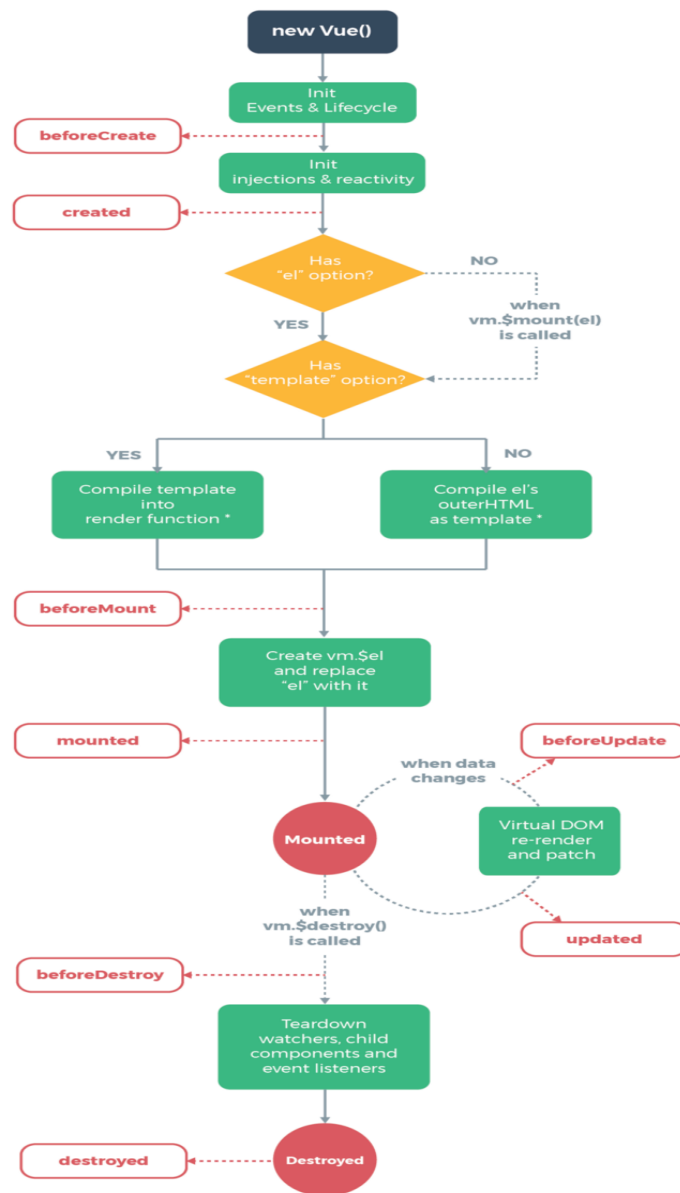 new Vue()
Init
Events & Lifecycle
beforeCreate
Init
injections & reactivity
created
Has
“el” option?
NO
when
vm.$mount(el)
is called
YES
Has
“template” option?
YES
NO
Compile template
into
render function *
Compile el’s
outerHTML
as template *
beforeMount
Create vm.$el
and replace
“el” with it
mounted
beforeUpdate
when data
changes
Mounted
Virtual DOM
re-render
and patch
when
vm.$destroy()
is called
updated
beforeDestroy
Teardown
watchers, child
components and
event listeners
destroyed
Destroyed